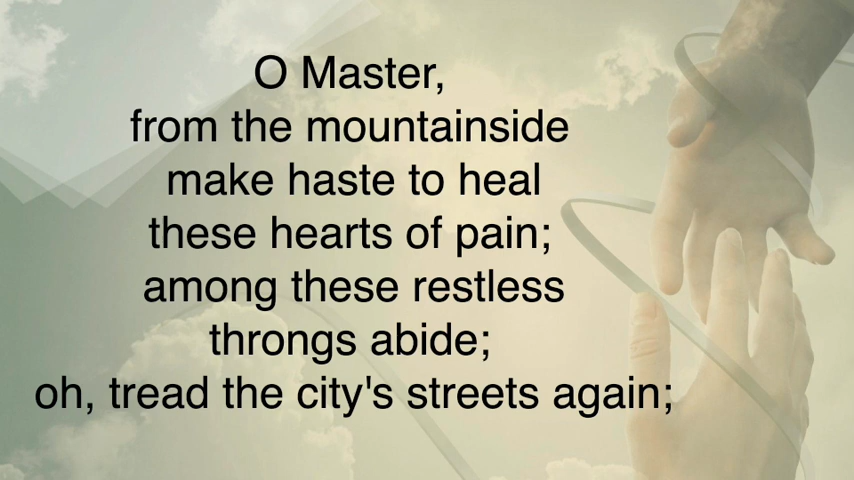 O Master,
from the mountainside
make haste to heal
these hearts of pain;
among these restless
throngs abide;
oh, tread the city's streets again;